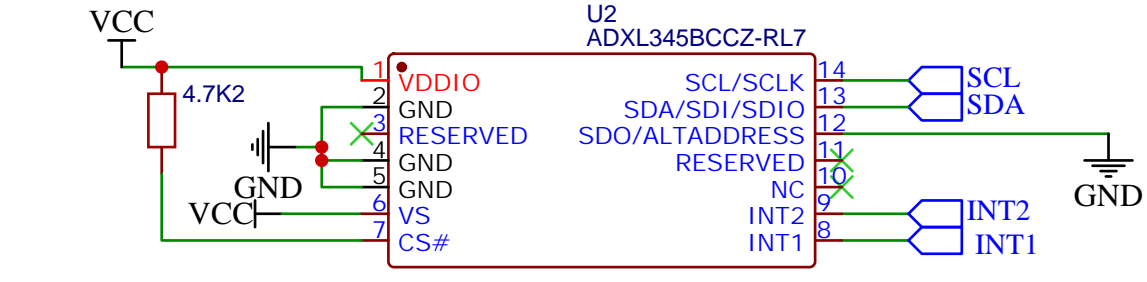 VCC
U2
ADXL345BCCZ-RL7
4.7K2
1
VDDIO
2
GND
3
RESERVED
4
GND
5
GND
6
VS
7
CS#
SCL/SCLK
14
SCL
SDA/SDI/SDIO
13
SDA
SDO/ALTADDRESS
12
RESERVED
11
NC
10
INT2
9
INT2
INT1
8
INT1
GND
VCC
GND